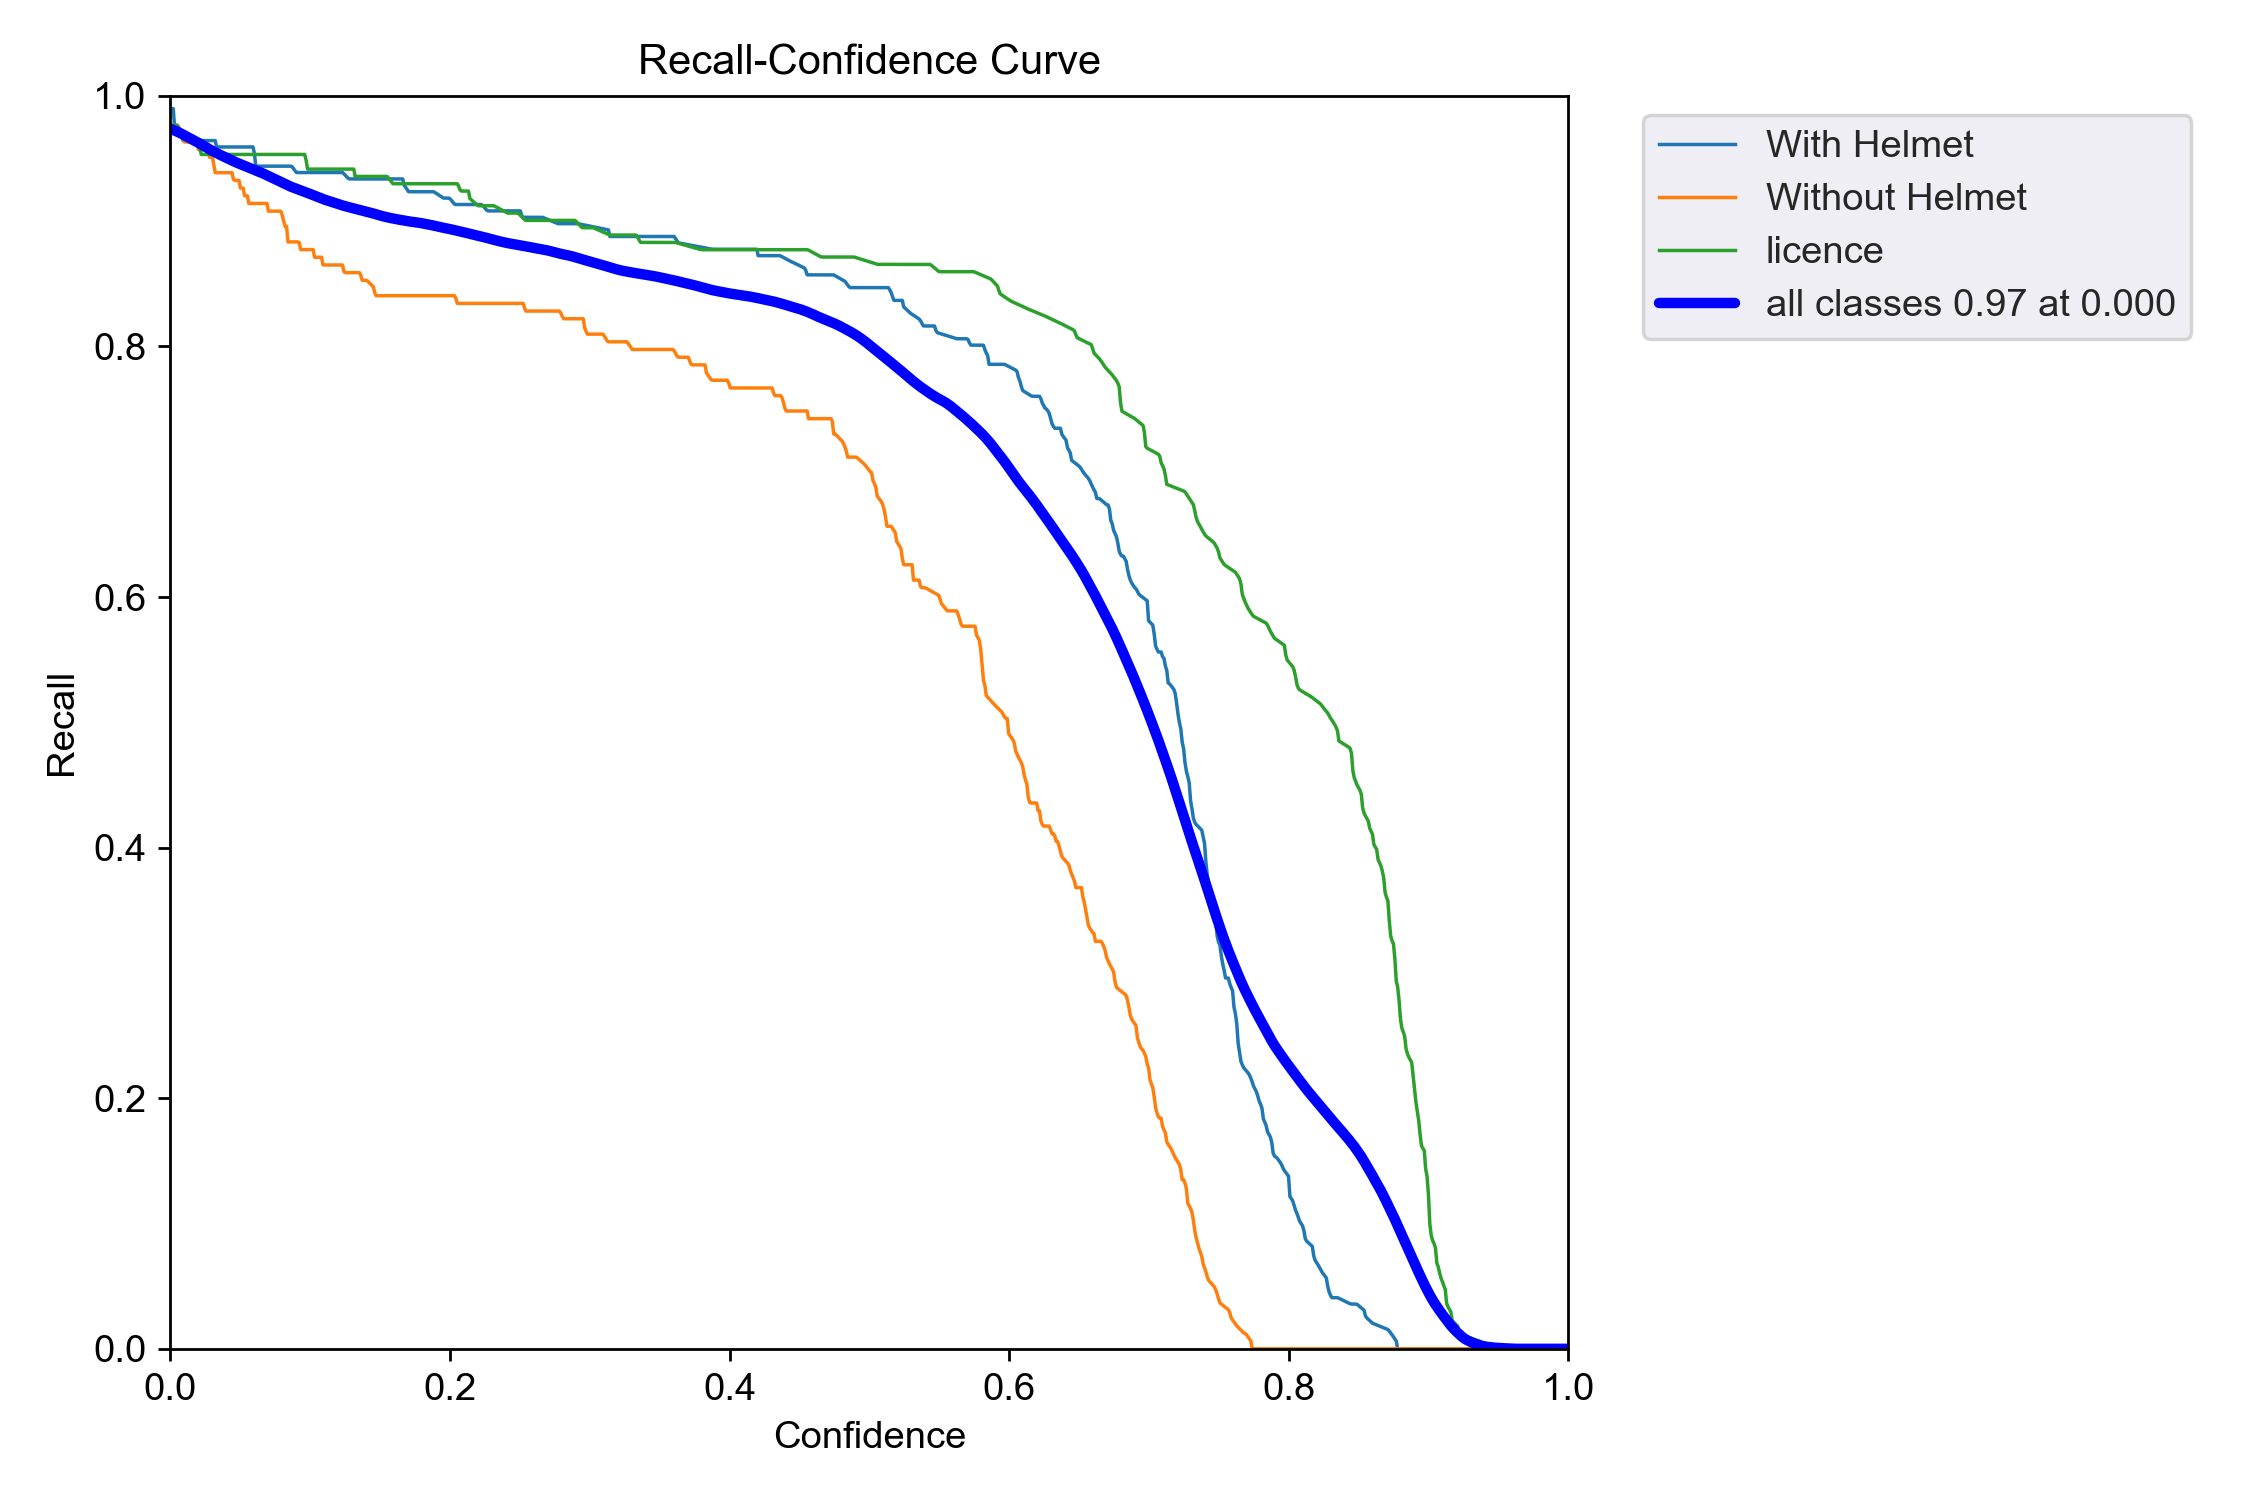 Recall-Confidence Curve
1.0
0.8
0.6
0.4
0.2
0.0
Recall
0.0 0.2 0.4 0.6 0.8 1.0
Confidence
With Helmet
Without Helmet
licence
all classes 0.97 at 0.000